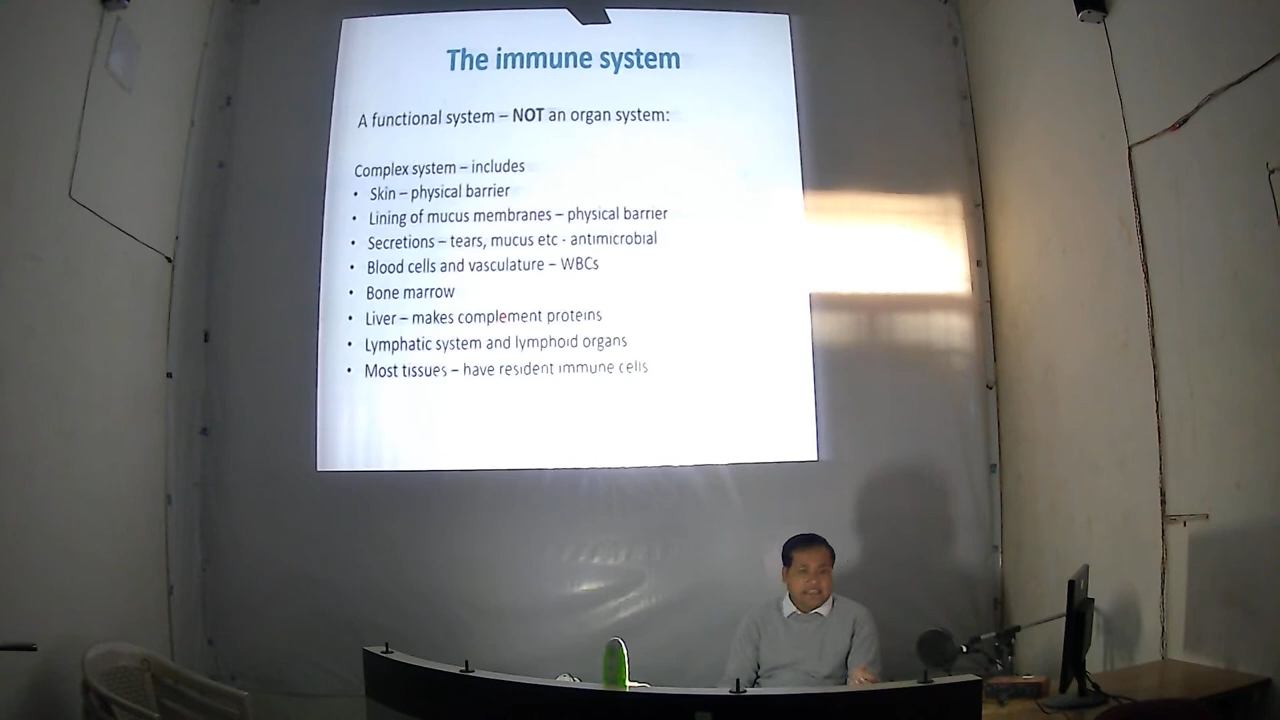 The immune system
A functional system – NOT an organ system:
Complex system – includes
• Skin – physical barrier
• Lining of mucus membranes – physical barrier
• Secretions – tears, mucus etc - antimicrobial
• Blood cells and vasculature – WBCs
• Bone marrow
• Liver – makes complement proteins
• Lymphatic system and lymphoid organs
• Most tissues – have resident immune cells